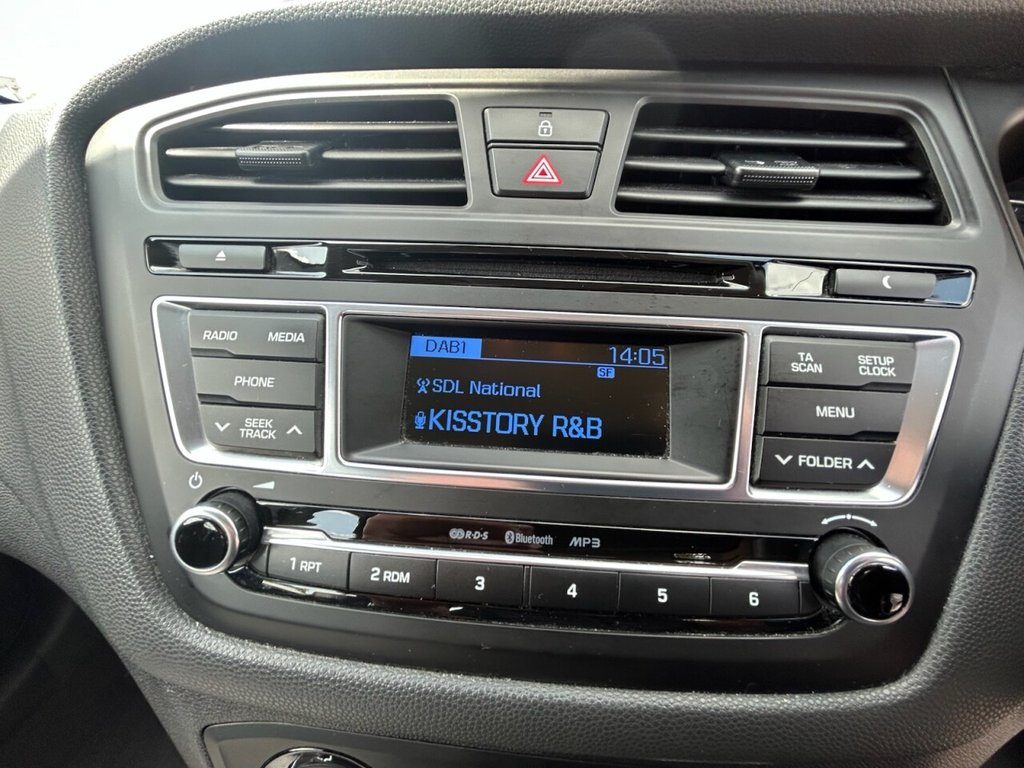 RADIO MEDIA
PHONE
SEEK
TRACK
DAB1 14:05
SF
SDL National
KISSTORY R&B
TA
SCAN
SETUP
CLOCK
MENU
FOLDER
R·D·S Bluetooth MP3
1 RPT 2 RDM 3 4 5 6